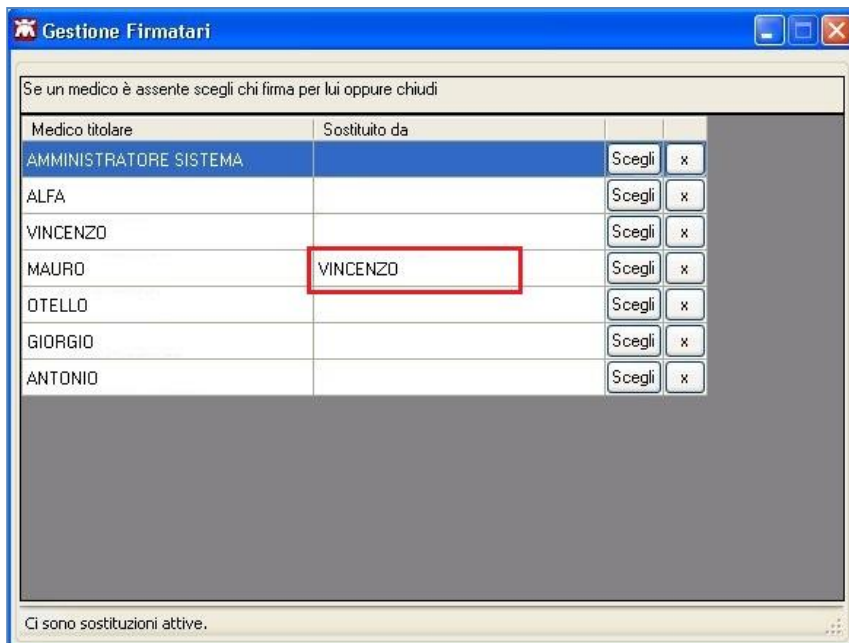 Gestione Firmatari
Se un medico è assente scegli chi firma per lui oppure chiudi
Medico titolare Sostituito da
AMMINISTRATORE SISTEMA Scegli x
ALFA Scegli x
VINCENZO Scegli x
MAURO VINCENZO Scegli x
OTELLO Scegli x
GIORGIO Scegli x
ANTONIO Scegli x
Ci sono sostituzioni attive.